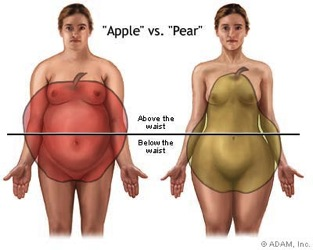 "Apple" vs. "Pear"
Above the
waist
Below the
waist
© ADAM, Inc.